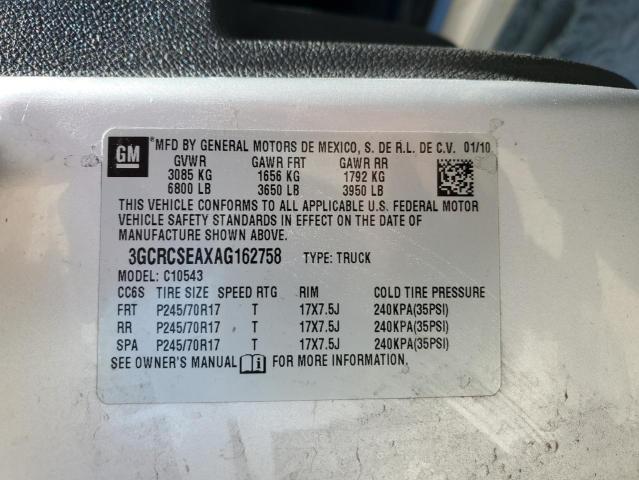 GM ®MFD BY GENERAL MOTORS DE MEXICO, S. DE R.L. DE C.V. 01/10
GVWR GAWR FRT GAWR RR
3085 KG 1656 KG 1792 KG
6800 LB 3650 LB 3950 LB
THIS VEHICLE CONFORMS TO ALL APPLICABLE U.S. FEDERAL MOTOR
VEHICLE SAFETY STANDARDS IN EFFECT ON THE DATE OF
MANUFACTURE SHOWN ABOVE.
3GCRCSEAXAG162758 TYPE: TRUCK
MODEL: C10543
CC6S TIRE SIZE SPEED RTG RIM COLD TIRE PRESSURE
FRT P245/70R17 T 17X7.5J 240KPA(35PSI)
RR P245/70R17 T 17X7.5J 240KPA(35PSI)
SPA P245/70R17 T 17X7.5J 240KPA(35PSI)
SEE OWNER'S MANUAL FOR MORE INFORMATION.